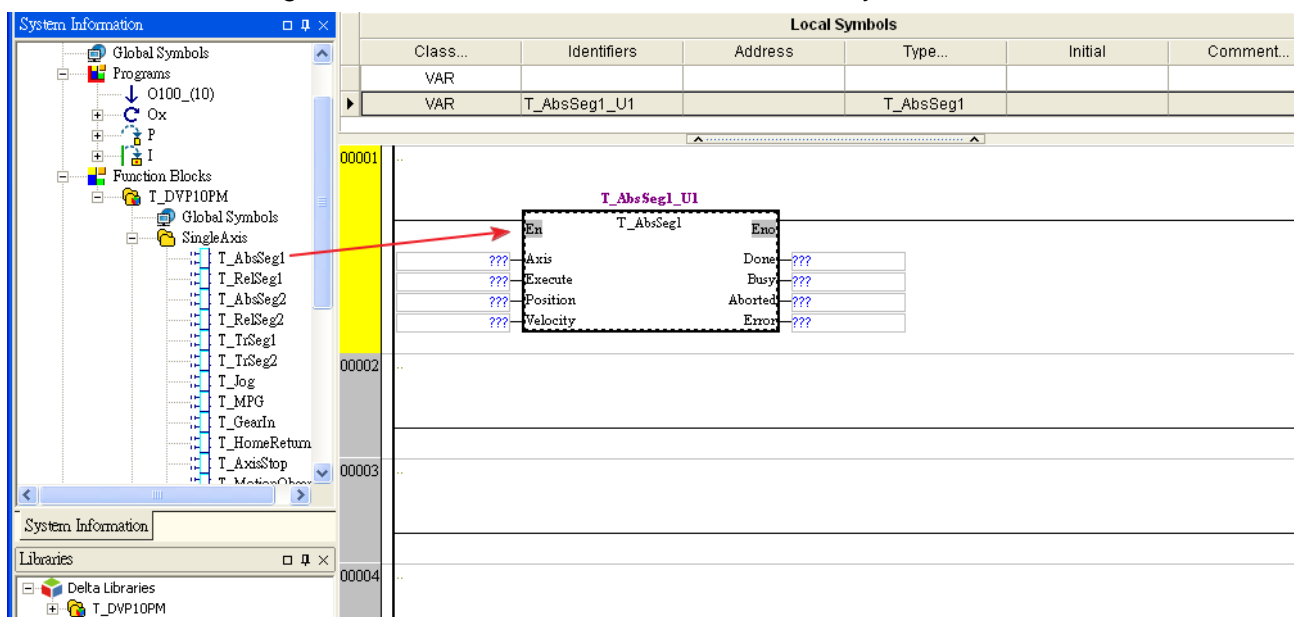 System Information
Global Symbols
Programs
O100_(10)
Ox
P
I
Function Blocks
T_DVP10PM
Global Symbols
SingleAxis
T_AbsSeg1
T_RelSeg1
T_AbsSeg2
T_RelSeg2
T_TrSeg1
T_TrSeg2
T_Jog
T_MPG
T_GearIn
T_HomeReturn
T_AxisStop
System Information
Libraries
Delta Libraries
T_DVP10PM
Local Symbols
Class... Identifiers Address Type... Initial Comment...
VAR
VAR T_AbsSeg1_U1 T_AbsSeg1
00001
T_AbsSeg1_U1
T_AbsSeg1
En Eno
??? Axis Done ???
??? Execute Busy ???
??? Position Aborted ???
??? Velocity Error ???
00002
00003
00004